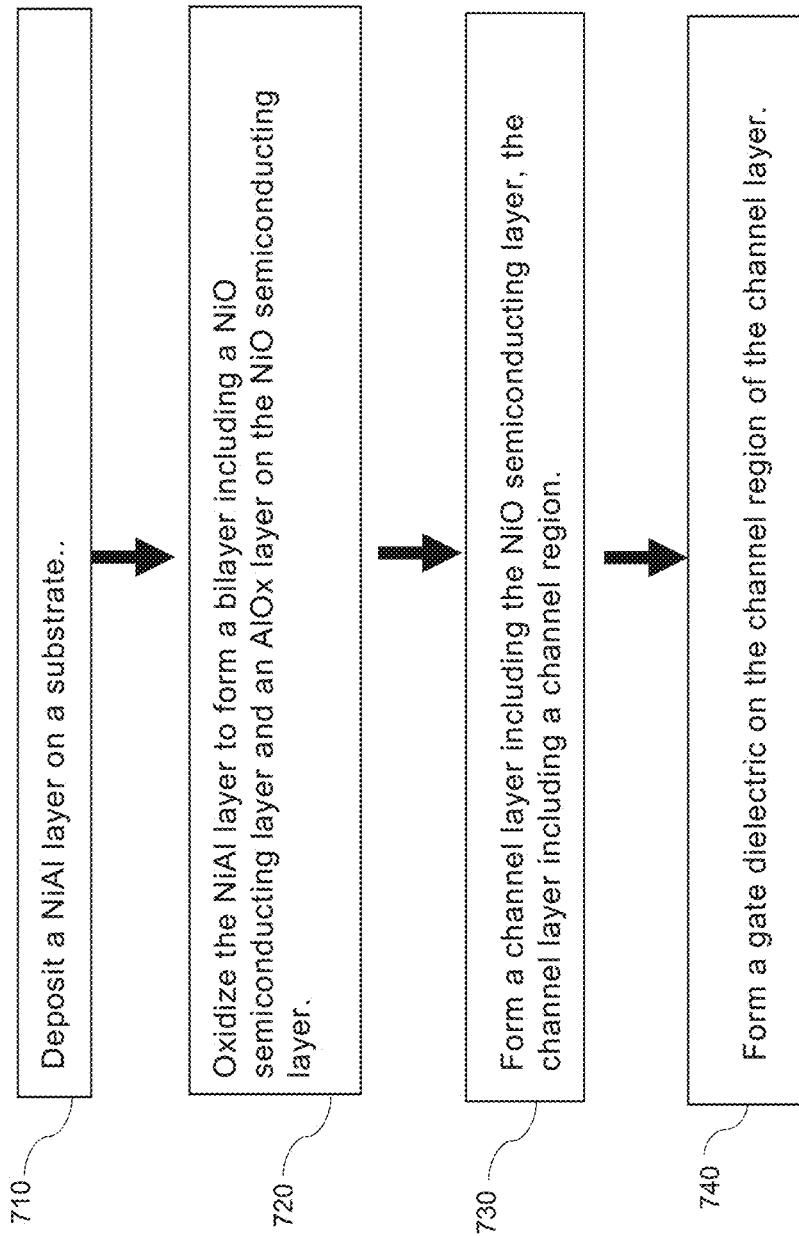 710
Deposit a NiAl layer on a substrate..
720
Oxidize the NiAl layer to form a bilayer including a NiO
semiconducting layer and an AlOx layer on the NiO semiconducting
layer.
730
Form a channel layer including the NiO semiconducting layer, the
channel layer including a channel region.
740
Form a gate dielectric on the channel region of the channel layer.